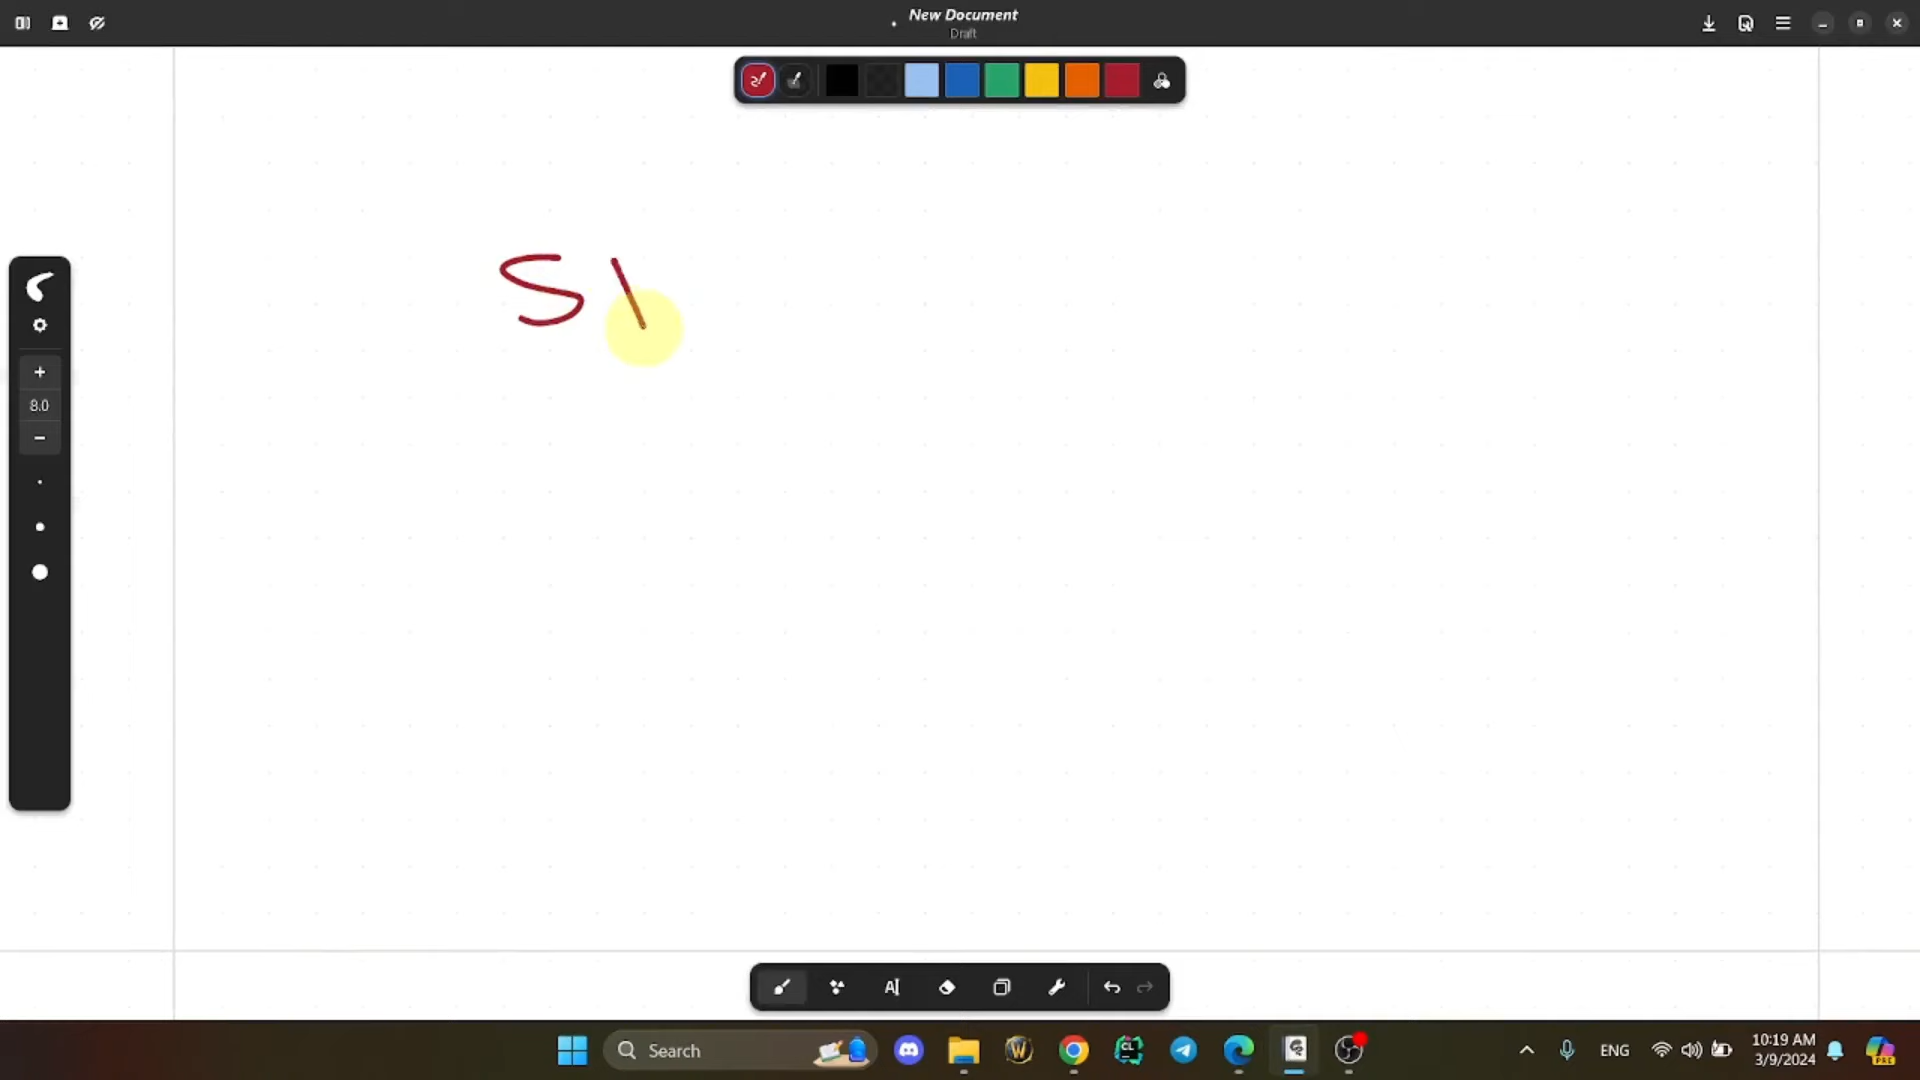 New Document
Draft
S\
8.0
Search
ENG
10:19 AM
3/9/2024